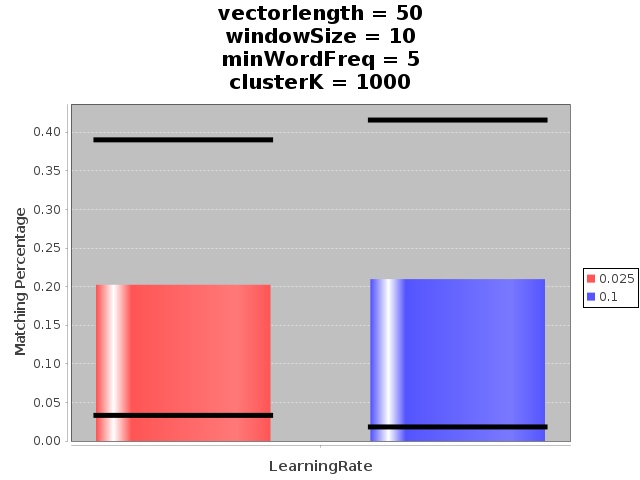 vectorlength = 50
windowSize = 10
minWordFreq = 5
clusterK = 1000
Matching Percentage
0.40
0.35
0.30
0.25
0.20
0.15
0.10
0.05
0.00
LearningRate
0.025
0.1